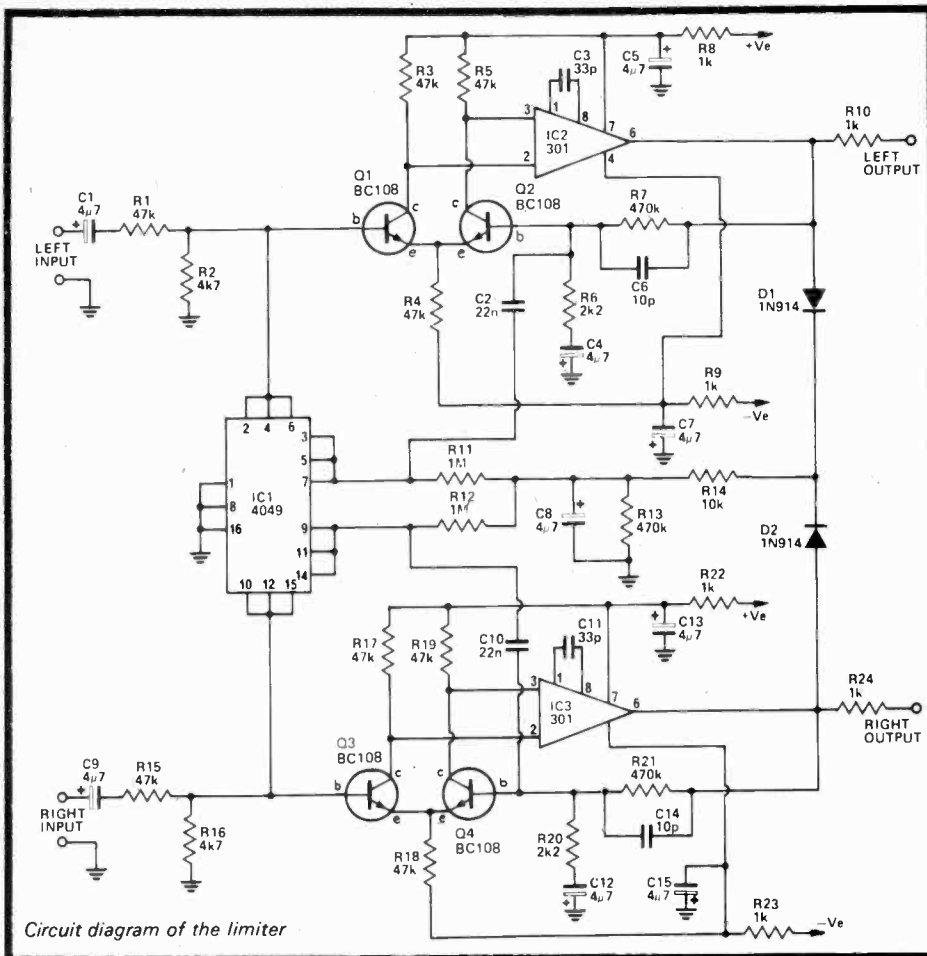 R3
47k
R5
47k
C3
33p
1
8
C5
4µ7
+
R8
1k
+Ve
3
2
IC2
301
7
4
6
R10
1k
LEFT
OUTPUT
Q1
BC108
Q2
BC108
c
b
e
c
b
e
C1
4µ7
+
R1
47k
LEFT
INPUT
R2
4k7
R7
470k
C6
10p
R4
47k
C2
22n
R6
2k2
C4
4µ7
+
D1
1N914
R9
1k
−Ve
C7
4µ7
+
2 4 6
3
5
7
1
8
16
IC1
4049
9
11
14
10 12 15
R11
1M
R12
1M
C8
4µ7
+
R13
470k
R14
10k
D2
1N914
R22
1k
+Ve
C13
4µ7
+
R17
47k
R19
47k
C10
22n
C11
33p
1
8
3
2
IC3
301
7
6
R24
1k
RIGHT
OUTPUT
Q3
BC108
c
b
e
c
b
e
Q4
BC108
C9
4µ7
+
R15
47k
RIGHT
INPUT
R16
4k7
R21
470k
C14
10p
R18
47k
R20
2k2
C12
4µ7
+
C15
4µ7
+
R23
1k
−Ve
Circuit diagram of the limiter